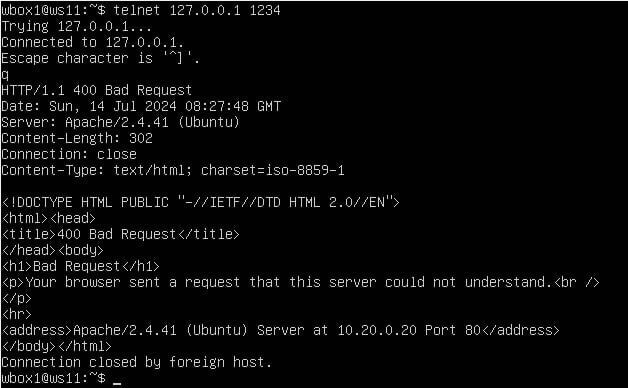 wbox1@ws11:~$ telnet 127.0.0.1 1234
Trying 127.0.0.1...
Connected to 127.0.0.1.
Escape character is '^]'.
q
HTTP/1.1 400 Bad Request
Date: Sun, 14 Jul 2024 08:27:48 GMT
Server: Apache/2.4.41 (Ubuntu)
Content-Length: 302
Connection: close
Content-Type: text/html; charset=iso-8859-1

<!DOCTYPE HTML PUBLIC "-//IETF//DTD HTML 2.0//EN">
<html><head>
<title>400 Bad Request</title>
</head><body>
<h1>Bad Request</h1>
<p>Your browser sent a request that this server could not understand.<br />
</p>
<hr>
<address>Apache/2.4.41 (Ubuntu) Server at 10.20.0.20 Port 80</address>
</body></html>
Connection closed by foreign host.
wbox1@ws11:~$ _